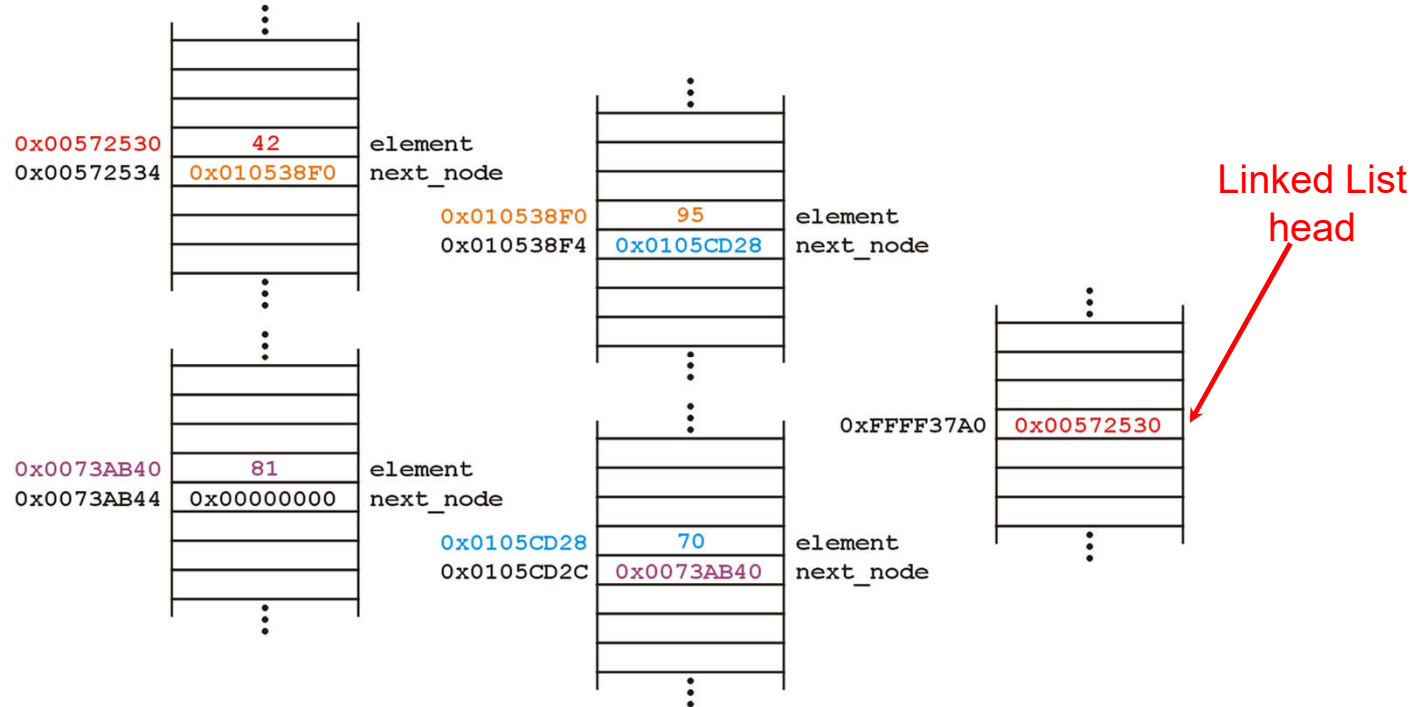 0x00572530 42 element
0x00572534 0x010538F0 next_node
0x010538F0 95 element
0x010538F4 0x0105CD28 next_node
Linked List
head
0xFFFF37A0 0x00572530
0x0073AB40 81 element
0x0073AB44 0x00000000 next_node
0x0105CD28 70 element
0x0105CD2C 0x0073AB40 next_node